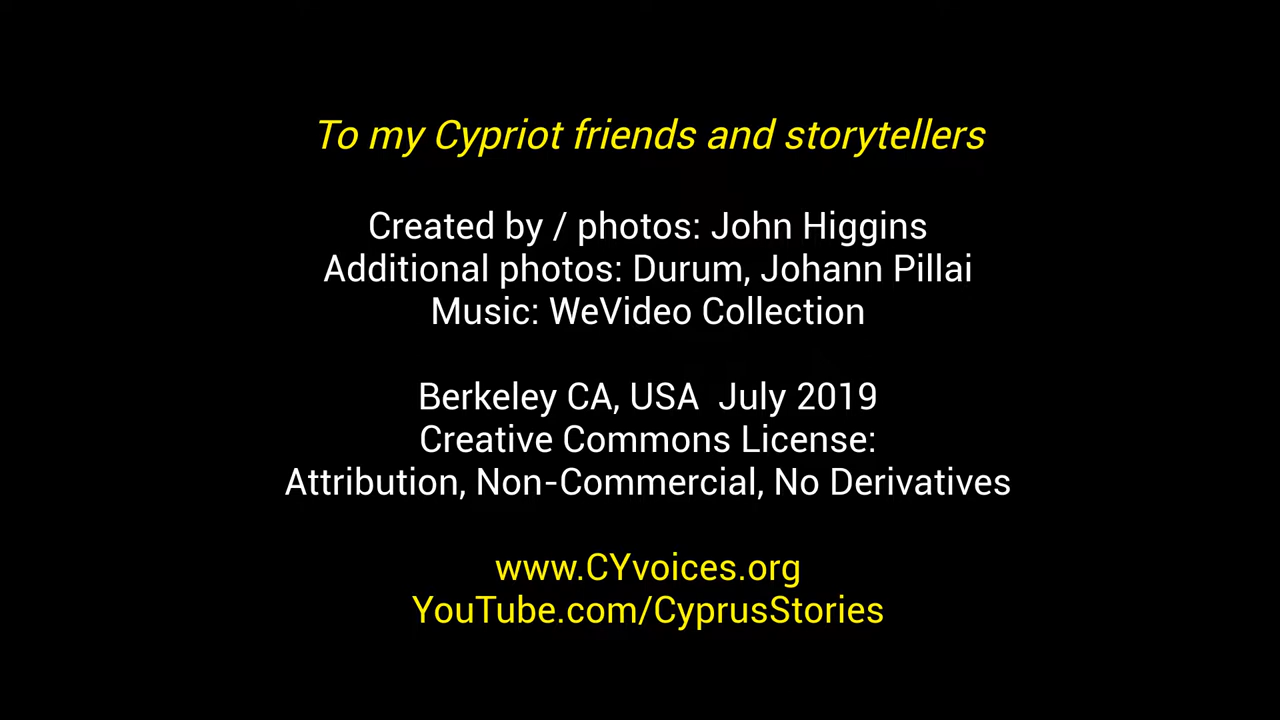 To my Cypriot friends and storytellers
Created by / photos: John Higgins
Additional photos: Durum, Johann Pillai
Music: WeVideo Collection
Berkeley CA, USA  July 2019
Creative Commons License:
Attribution, Non-Commercial, No Derivatives
www.CYvoices.org
YouTube.com/CyprusStories